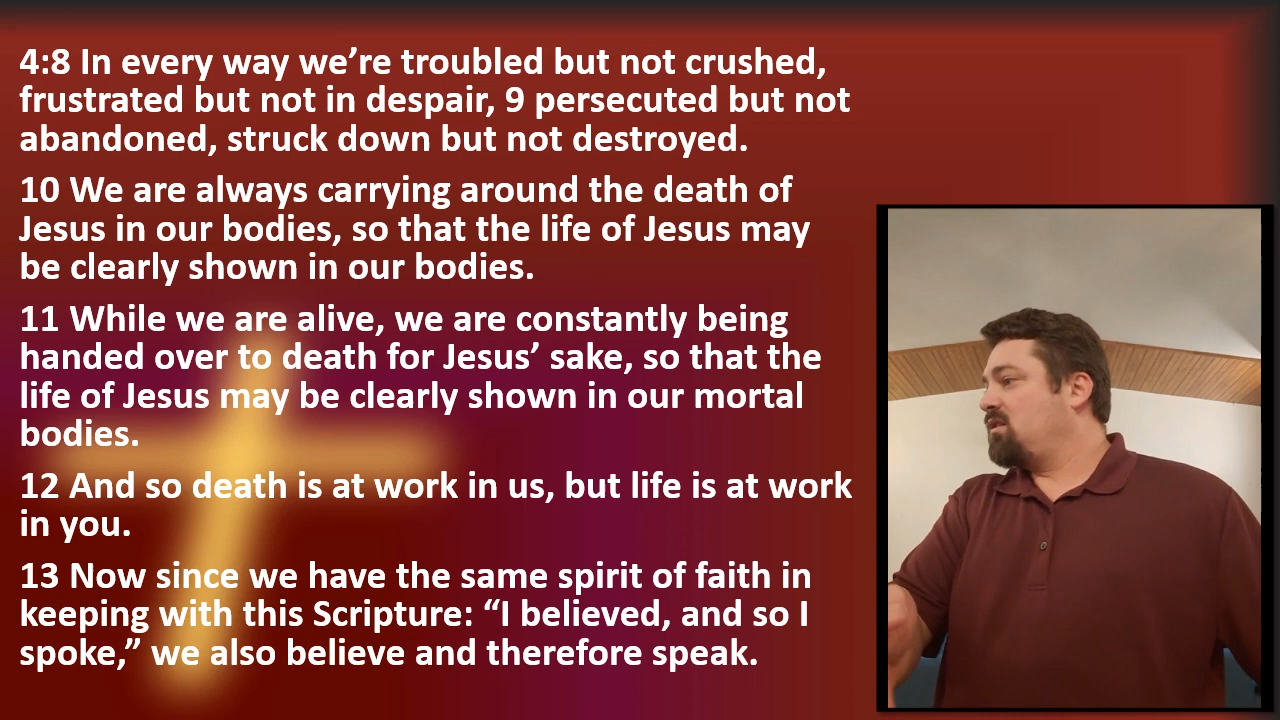 4:8 In every way we’re troubled but not crushed,
frustrated but not in despair, 9 persecuted but not
abandoned, struck down but not destroyed.
10 We are always carrying around the death of
Jesus in our bodies, so that the life of Jesus may
be clearly shown in our bodies.
11 While we are alive, we are constantly being
handed over to death for Jesus’ sake, so that the
life of Jesus may be clearly shown in our mortal
bodies.
12 And so death is at work in us, but life is at work
in you.
13 Now since we have the same spirit of faith in
keeping with this Scripture: “I believed, and so I
spoke,” we also believe and therefore speak.